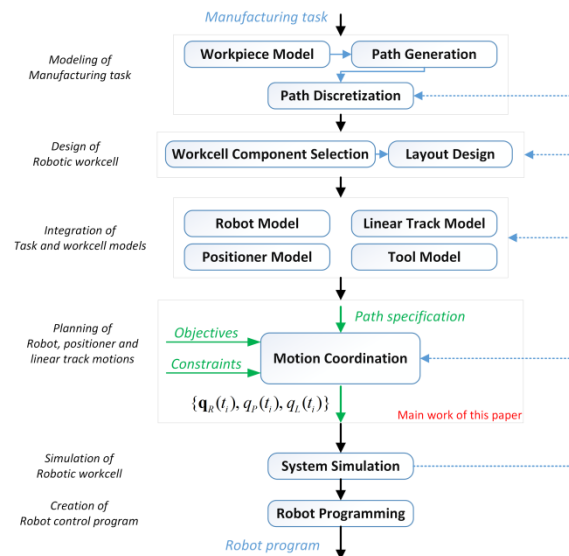 Manufacturing task
Modeling of
Manufacturing task
Workpiece Model
Path Generation
Path Discretization
Design of
Robotic workcell
Workcell Component Selection
Layout Design
Integration of
Task and workcell models
Robot Model
Linear Track Model
Positioner Model
Tool Model
Planning of
Robot, positioner and
linear track motions
Path specification
Objectives
Constraints
Motion Coordination
{q_R(t_i), q_P(t_i), q_L(t_i)}
Main work of this paper
Simulation of
Robotic workcell
System Simulation
Creation of
Robot control program
Robot Programming
Robot program